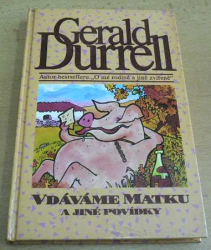 Gerald
Durrell
Autor bestselleru „O mé rodině a jiné zvířeně"
VDÁVÁME MATKU
A JINÉ POVÍDKY